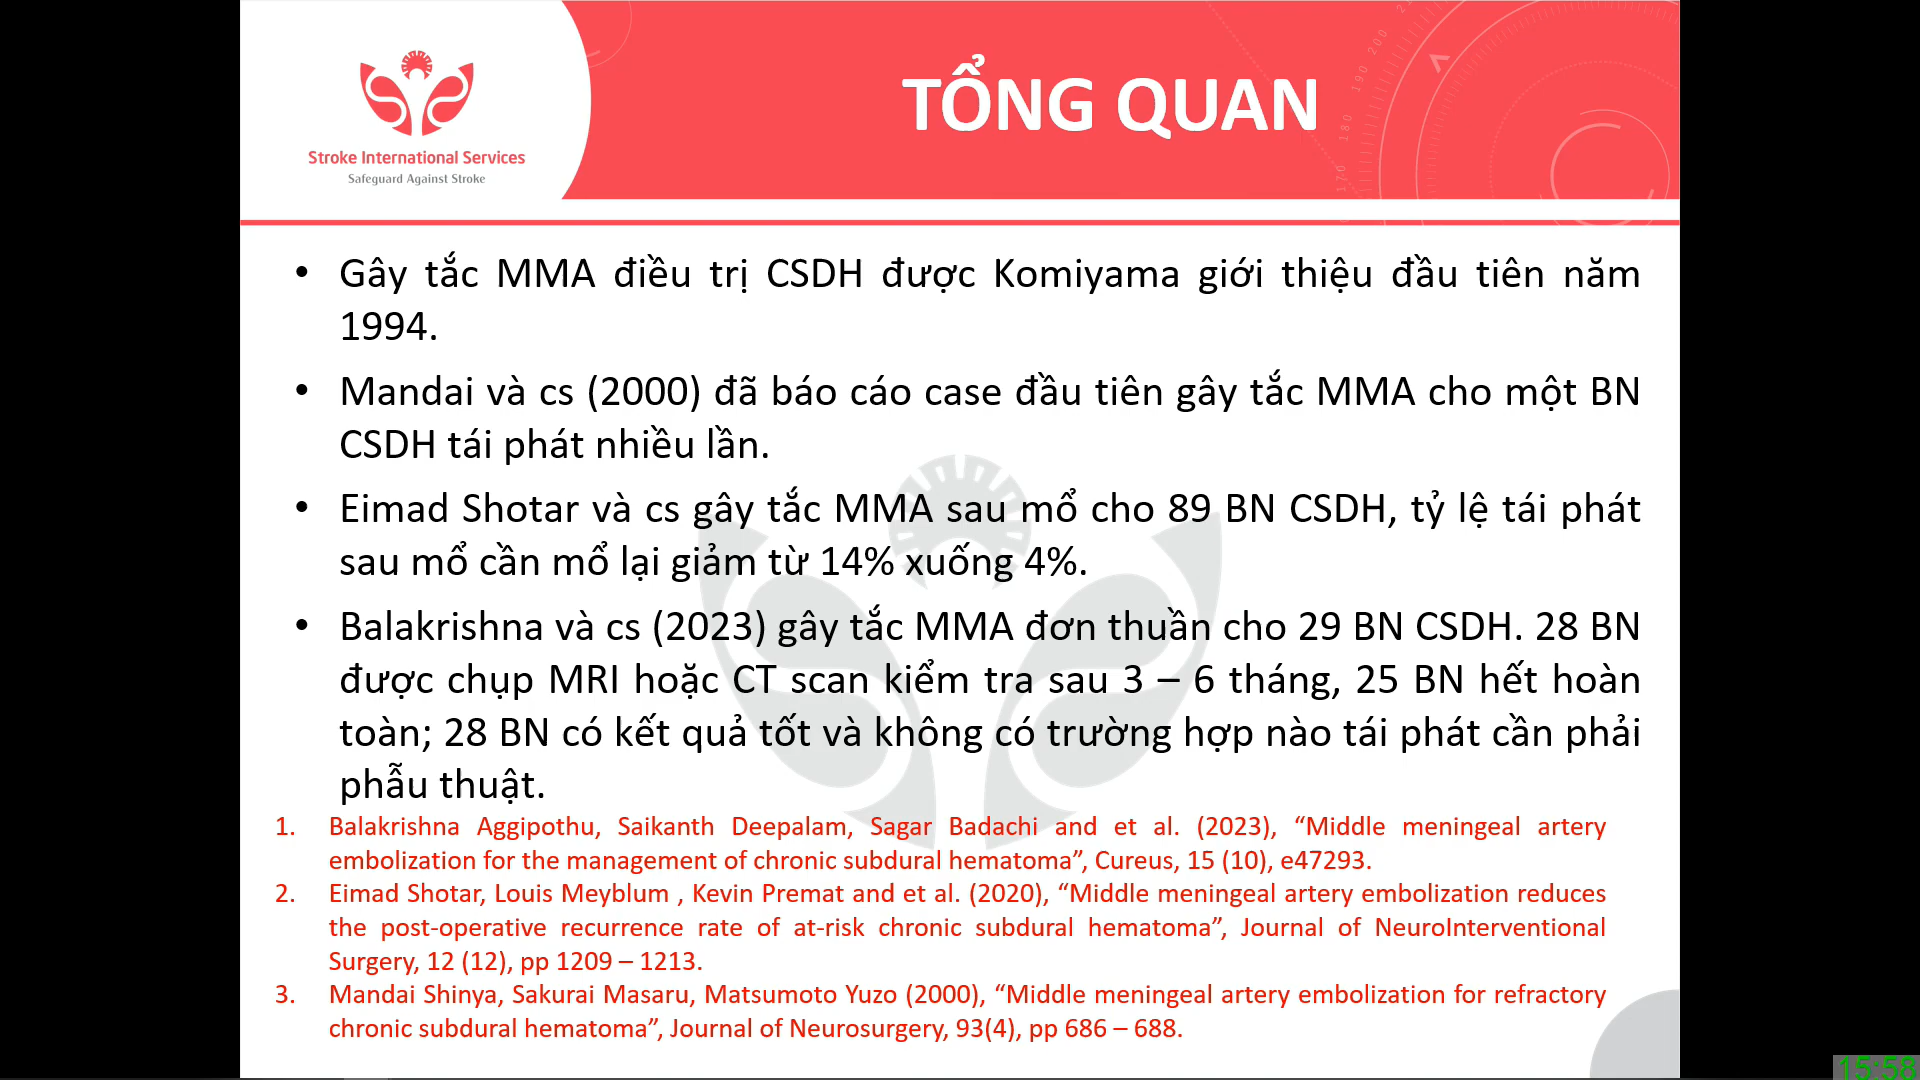 TỔNG QUAN
Stroke International Services
Safeguard Against Stroke
• Gây tắc MMA điều trị CSDH được Komiyama giới thiệu đầu tiên năm
1994.
• Mandai và cs (2000) đã báo cáo case đầu tiên gây tắc MMA cho một BN
CSDH tái phát nhiều lần.
• Eimad Shotar và cs gây tắc MMA sau mổ cho 89 BN CSDH, tỷ lệ tái phát
sau mổ cần mổ lại giảm từ 14% xuống 4%.
• Balakrishna và cs (2023) gây tắc MMA đơn thuần cho 29 BN CSDH. 28 BN
được chụp MRI hoặc CT scan kiểm tra sau 3 – 6 tháng, 25 BN hết hoàn
toàn; 28 BN có kết quả tốt và không có trường hợp nào tái phát cần phải
phẫu thuật.
1. Balakrishna Aggipothu, Saikanth Deepalam, Sagar Badachi and et al. (2023), “Middle meningeal artery
embolization for the management of chronic subdural hematoma”, Cureus, 15 (10), e47293.
2. Eimad Shotar, Louis Meyblum , Kevin Premat and et al. (2020), “Middle meningeal artery embolization reduces
the post-operative recurrence rate of at-risk chronic subdural hematoma”, Journal of NeuroInterventional
Surgery, 12 (12), pp 1209 – 1213.
3. Mandai Shinya, Sakurai Masaru, Matsumoto Yuzo (2000), “Middle meningeal artery embolization for refractory
chronic subdural hematoma”, Journal of Neurosurgery, 93(4), pp 686 – 688.
170 180 190 200
15:58